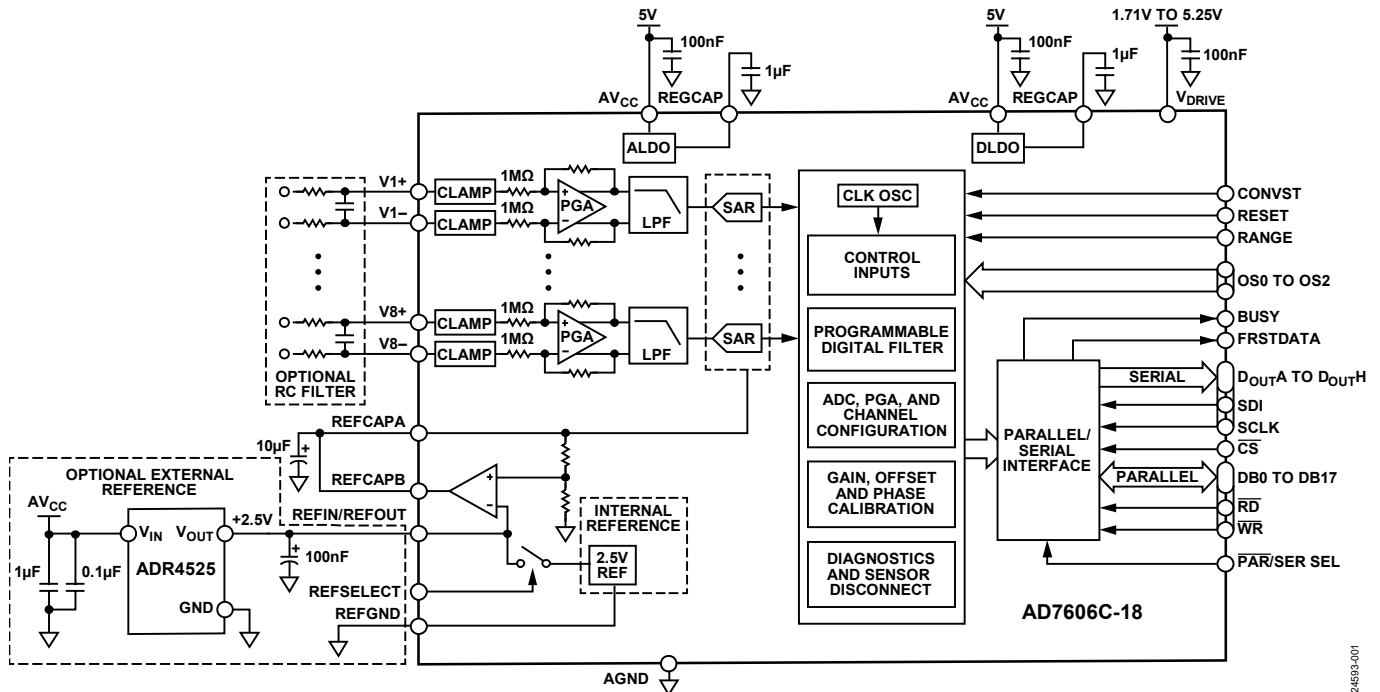 5V
100nF
1µF
AVCC
REGCAP
ALDO
5V
100nF
1µF
AVCC
REGCAP
DLDO
1.71V TO 5.25V
100nF
VDRIVE
V1+
CLAMP
1MΩ
V1–
CLAMP
1MΩ
+
PGA
–
LPF
SAR
V8+
CLAMP
1MΩ
V8–
CLAMP
1MΩ
+
PGA
–
LPF
SAR
OPTIONAL
RC FILTER
CLK OSC
CONTROL
INPUTS
PROGRAMMABLE
DIGITAL FILTER
ADC, PGA, AND
CHANNEL
CONFIGURATION
GAIN, OFFSET
AND PHASE
CALIBRATION
DIAGNOSTICS
AND SENSOR
DISCONNECT
PARALLEL/
SERIAL
INTERFACE
SERIAL
PARALLEL
CONVST
RESET
RANGE
OS0 TO OS2
BUSY
FRSTDATA
DOUTA TO DOUTH
SDI
SCLK
CS
DB0 TO DB17
RD
WR
PAR/SER SEL
AD7606C-18
REFCAPA
10µF
+
REFCAPB
+
–
REFIN/REFOUT
INTERNAL
REFERENCE
2.5V
REF
REFSELECT
REFGND
OPTIONAL EXTERNAL
REFERENCE
AVCC
VIN
VOUT
+2.5V
ADR4525
GND
1µF
0.1µF
+
100nF
AGND
24593-001